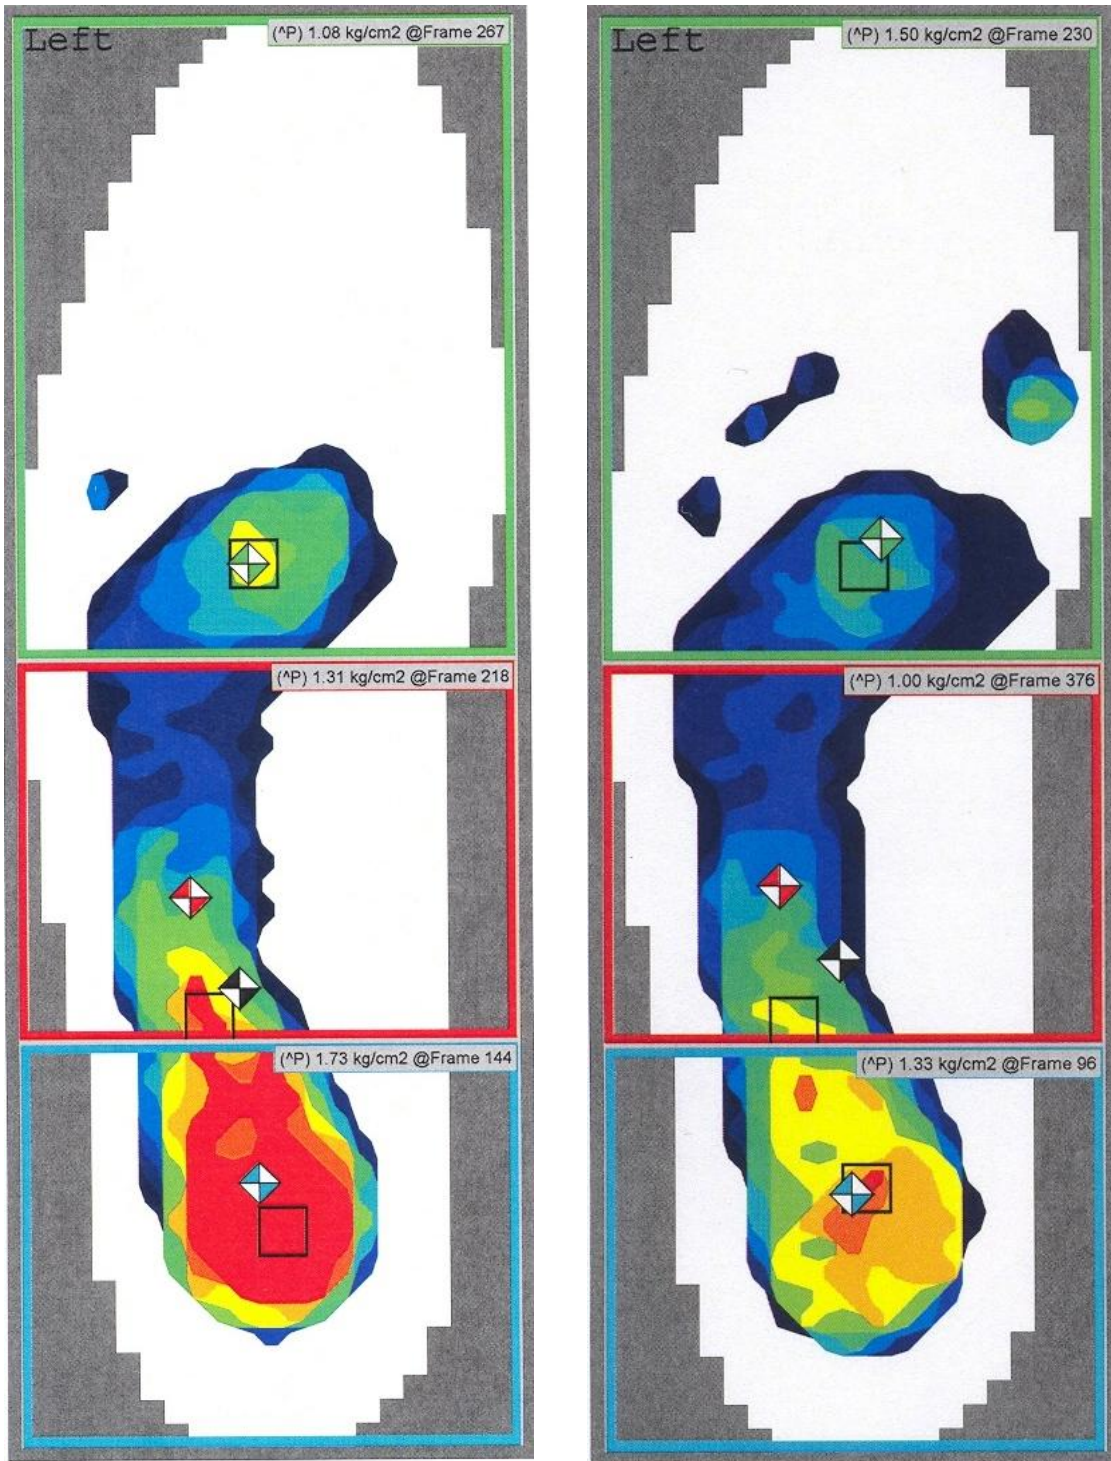 Left
(^P) 1.08 kg/cm2 @Frame 267
(^P) 1.31 kg/cm2 @Frame 218
(^P) 1.73 kg/cm2 @Frame 144
Left
(^P) 1.50 kg/cm2 @Frame 230
(^P) 1.00 kg/cm2 @Frame 376
(^P) 1.33 kg/cm2 @Frame 96